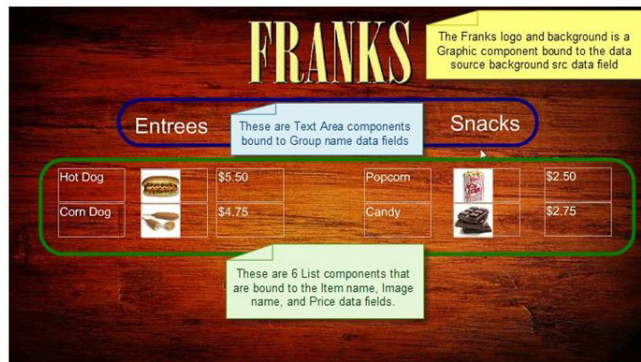 FRANKS
The Franks logo and background is a
Graphic component bound to the data
source background src data field
Entrees
These are Text Area components
bound to Group name data fields
Snacks
Hot Dog $5.50 Popcorn $2.50
Corn Dog $4.75 Candy $2.75
These are 6 List components that
are bound to the Item name, Image
name, and Price data fields.